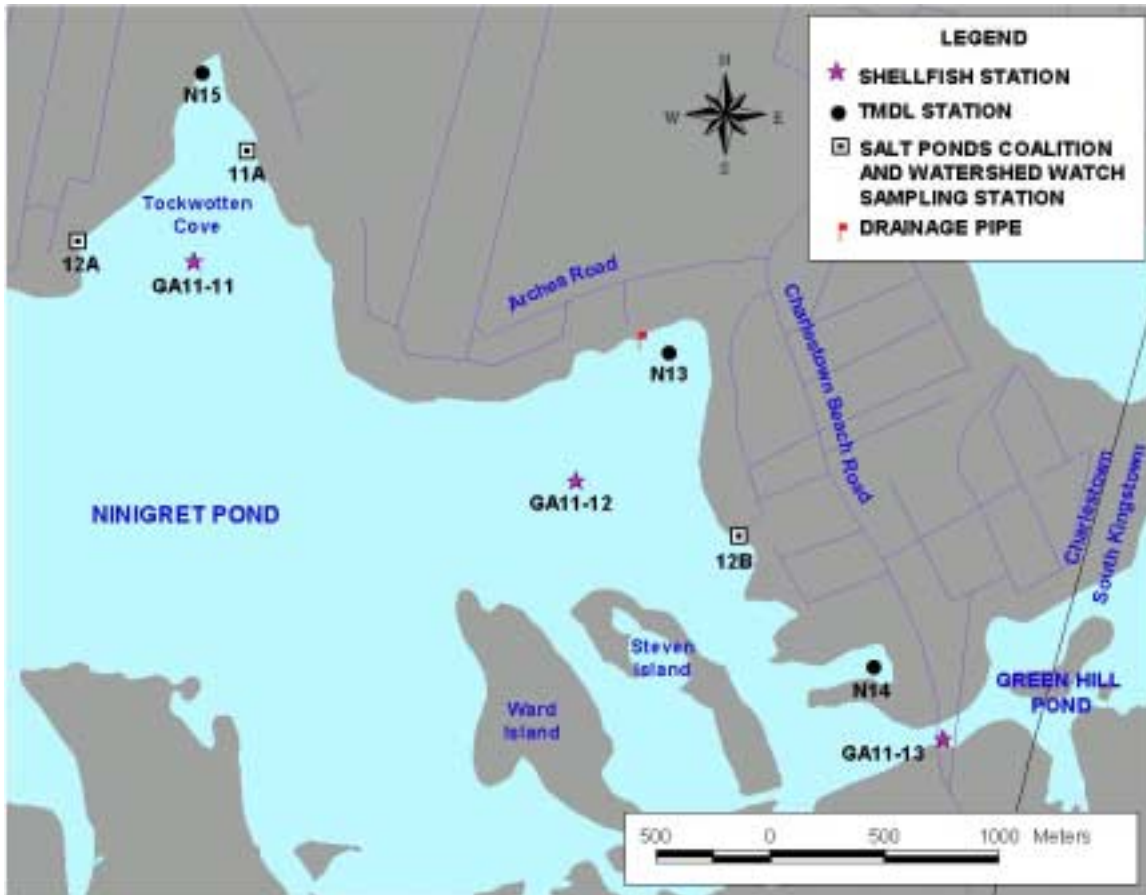 LEGEND
SHELLFISH STATION
TMDL STATION
SALT PONDS COALITION
AND WATERSHED WATCH
SAMPLING STATION
DRAINAGE PIPE
N
W
E
S
N15
11A
Tockwotten
Cove
12A
GA11-11
Arches Road
Charlestown Beach Road
N13
GA11-12
NINIGRET POND
12B
Charlestown
South Kingstown
Steven
Island
Ward
Island
N14
GREEN HILL
POND
GA11-13
500 0 500 1000 Meters